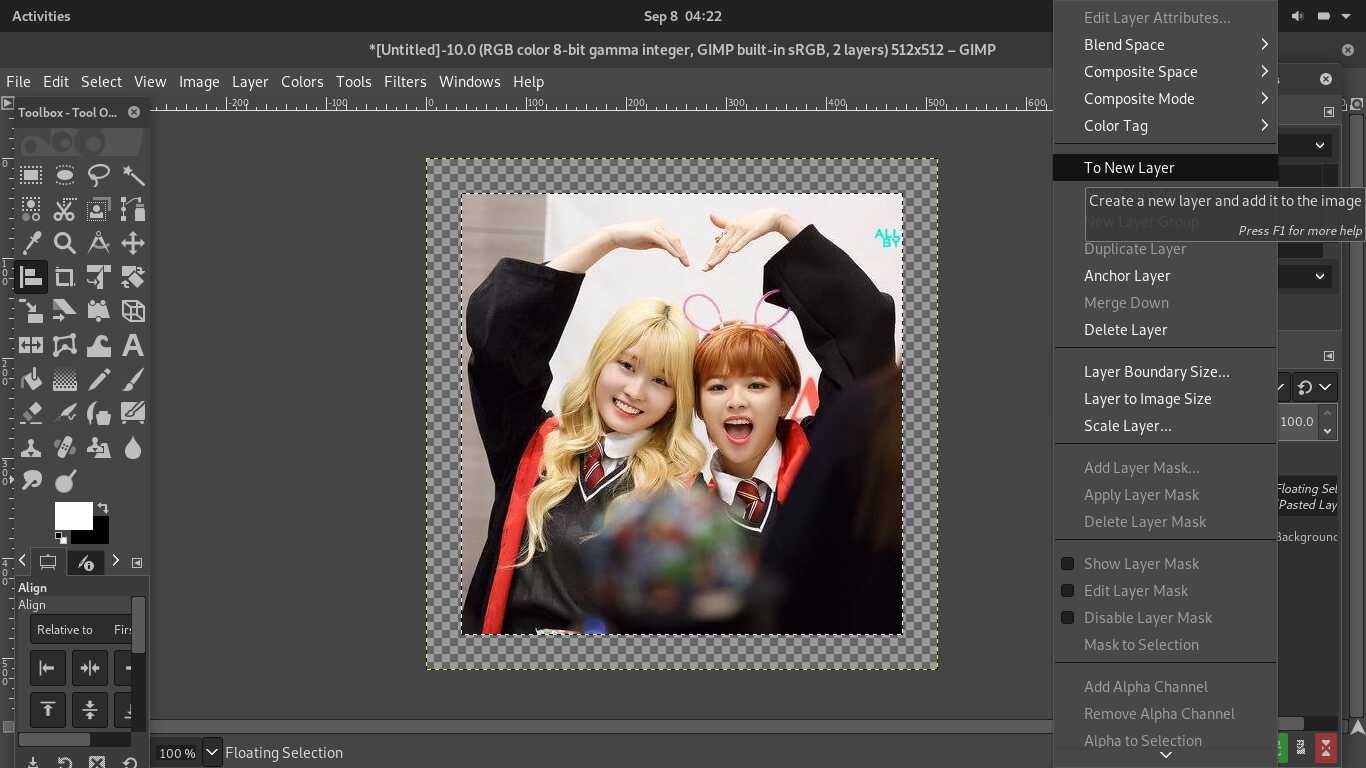 Activities
Sep 8 04:22
*[Untitled]-10.0 (RGB color 8-bit gamma integer, GIMP built-in sRGB, 2 layers) 512x512 – GIMP
File Edit Select View Image Layer Colors Tools Filters Windows Help
Toolbox - Tool O...
-200 -100 0 100 200 300 400 500 600
0
100
200
300
400
500
ALL
BY
Align
Align
Relative to Firs
100 %
Floating Selection
Edit Layer Attributes...
Blend Space
Composite Space
Composite Mode
Color Tag
To New Layer
Create a new layer and add it to the image
New Layer Group
Press F1 for more help
Duplicate Layer
Anchor Layer
Merge Down
Delete Layer
Layer Boundary Size...
Layer to Image Size
Scale Layer...
Add Layer Mask...
Apply Layer Mask
Delete Layer Mask
Show Layer Mask
Edit Layer Mask
Disable Layer Mask
Mask to Selection
Add Alpha Channel
Remove Alpha Channel
Alpha to Selection
100.0
Floating Sel
(Pasted Lay
Background